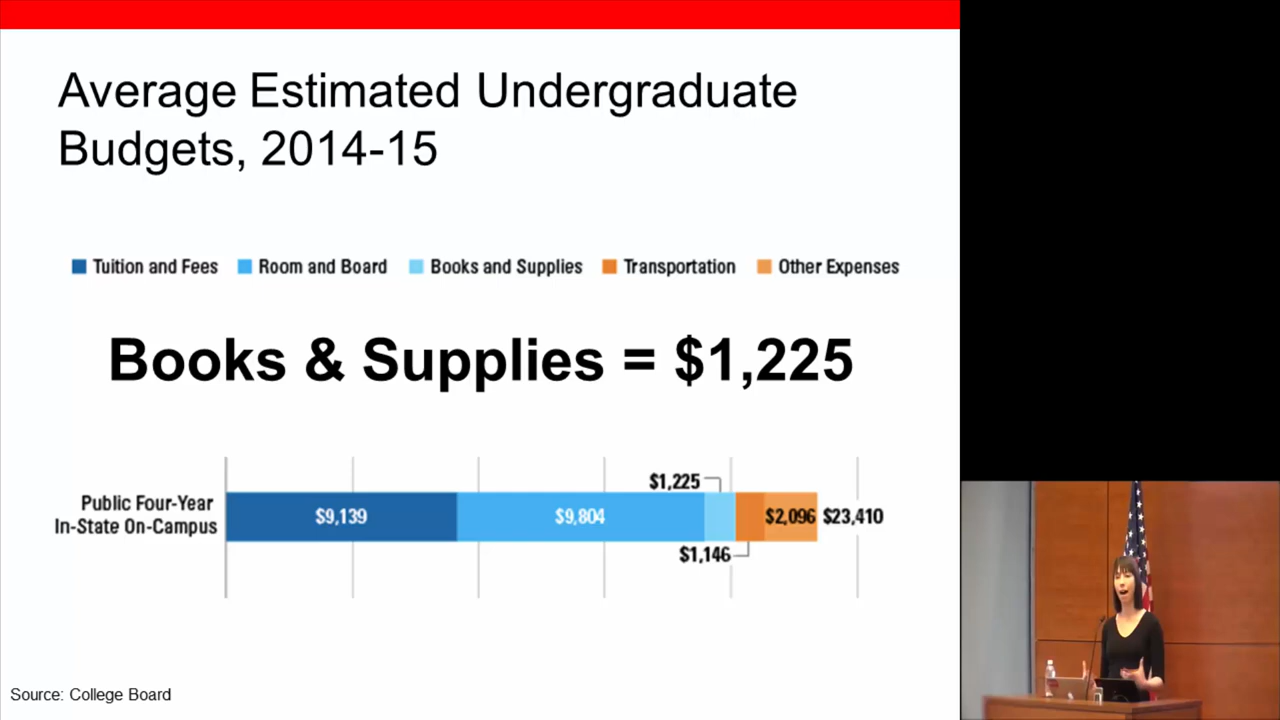 Average Estimated Undergraduate
Budgets, 2014-15
Tuition and Fees Room and Board Books and Supplies Transportation Other Expenses
Books & Supplies = $1,225
$1,225
Public Four-Year
In-State On-Campus
$9,139 $9,804 $2,096 $23,410
$1,146
Source: College Board